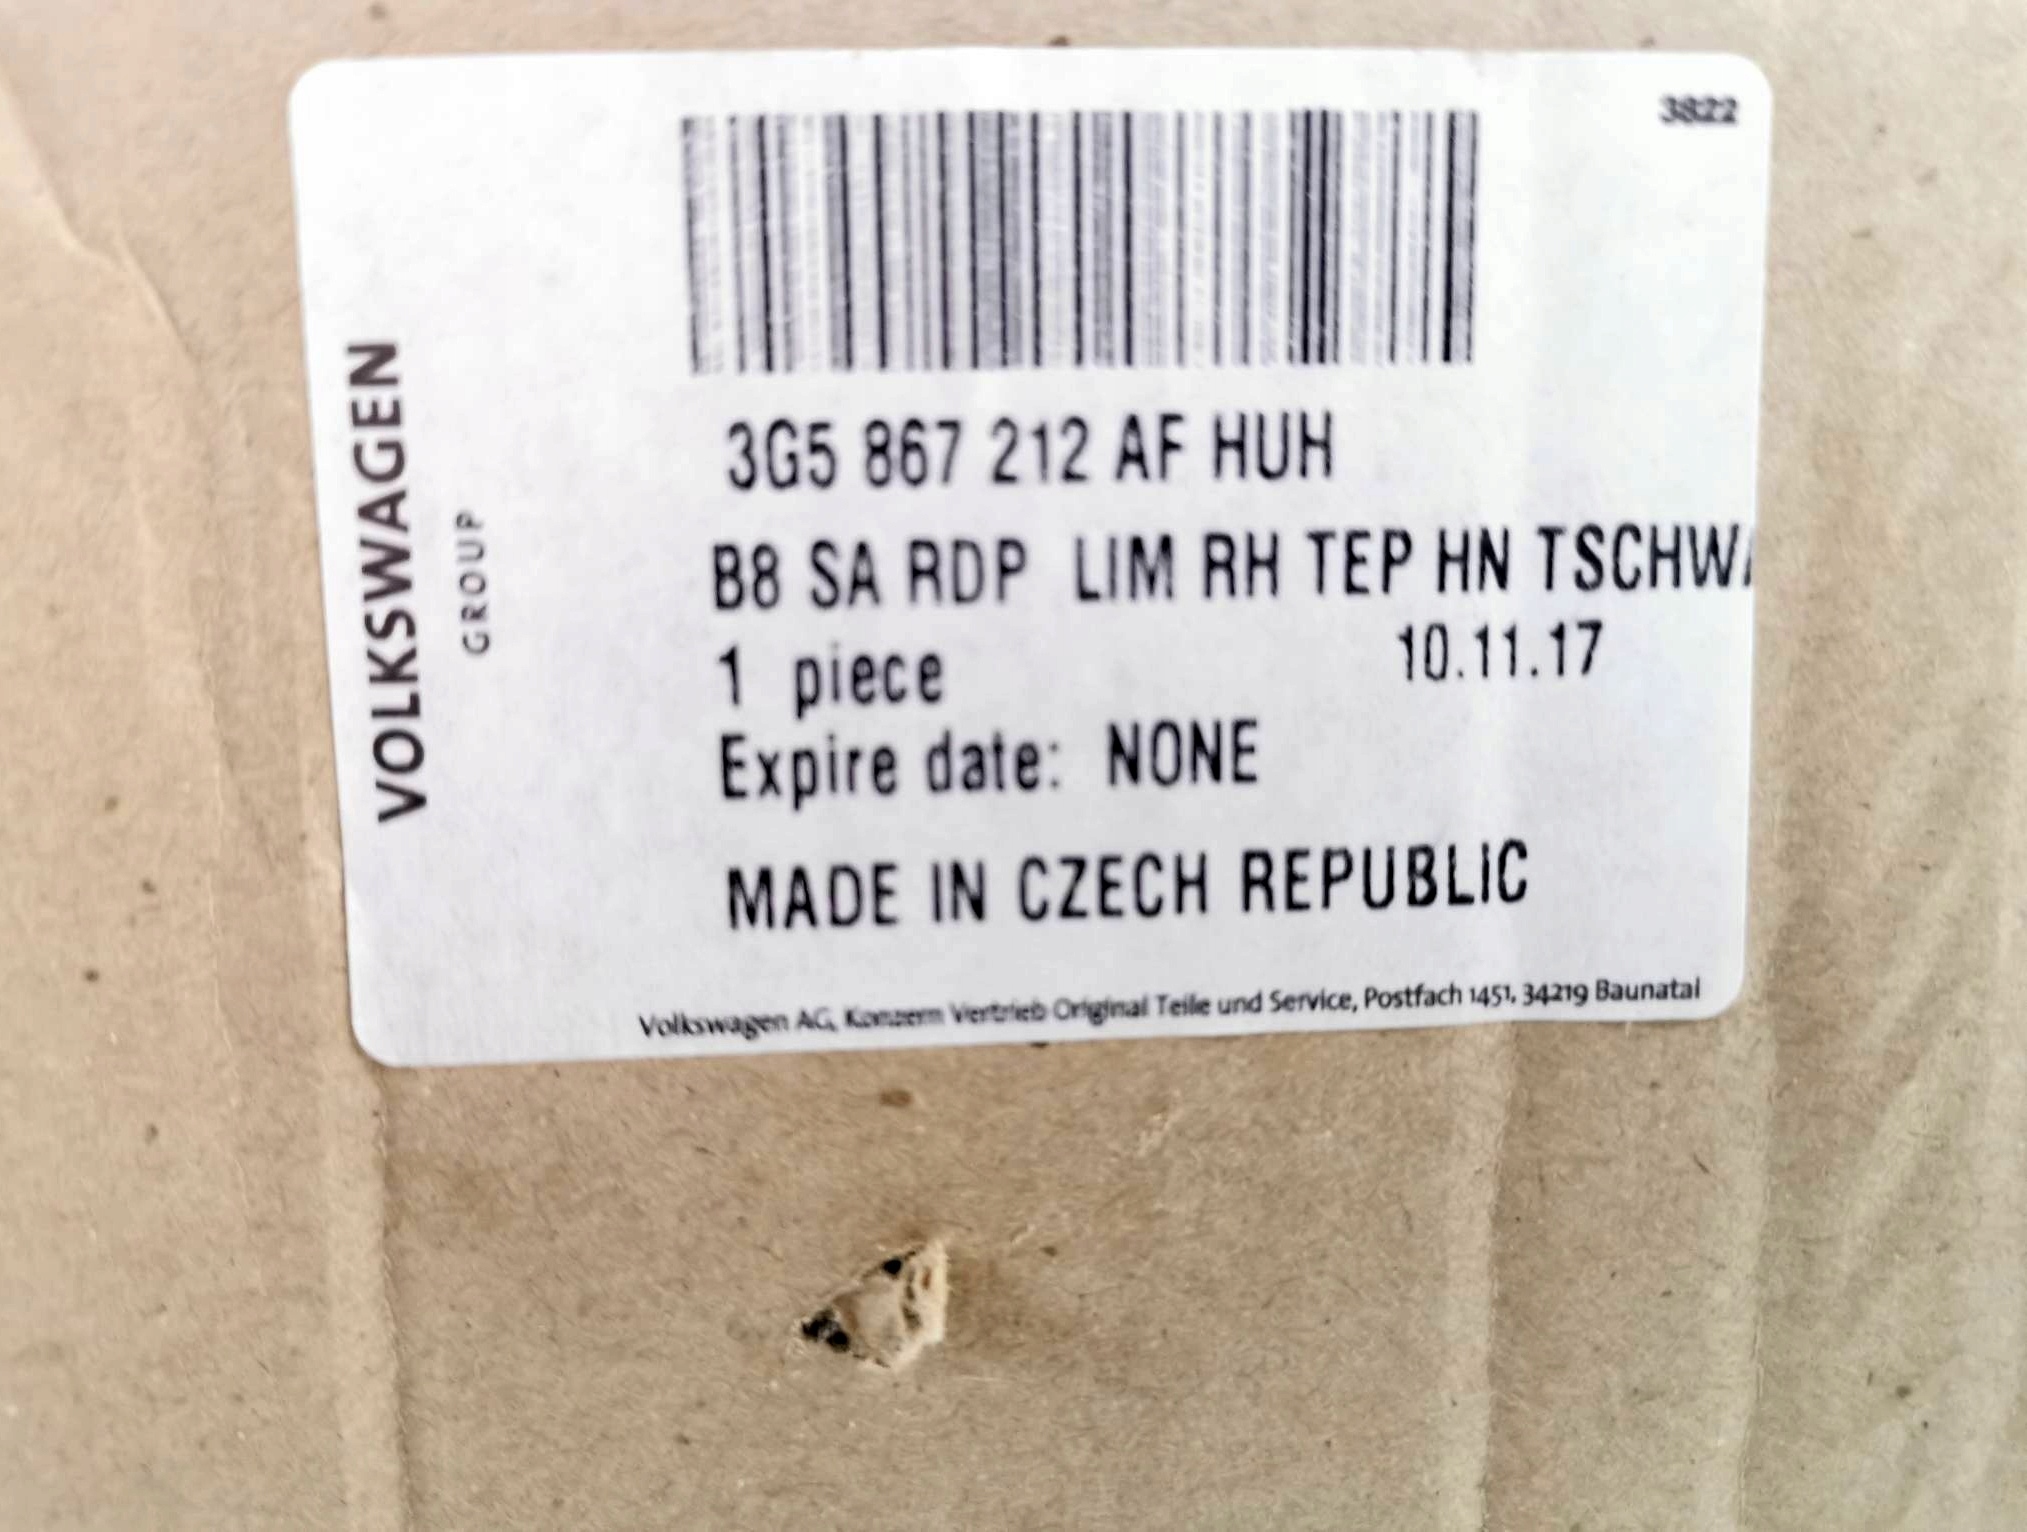 3822
VOLKSWAGEN
GROUP
3G5 867 212 AF HUH
B8 SA RDP LIM RH TEP HN TSCHWA
1 piece 10.11.17
Expire date: NONE
MADE IN CZECH REPUBLIC
Volkswagen AG, Konzern Vertrieb Original Teile und Service, Postfach 1451, 34219 Baunatal